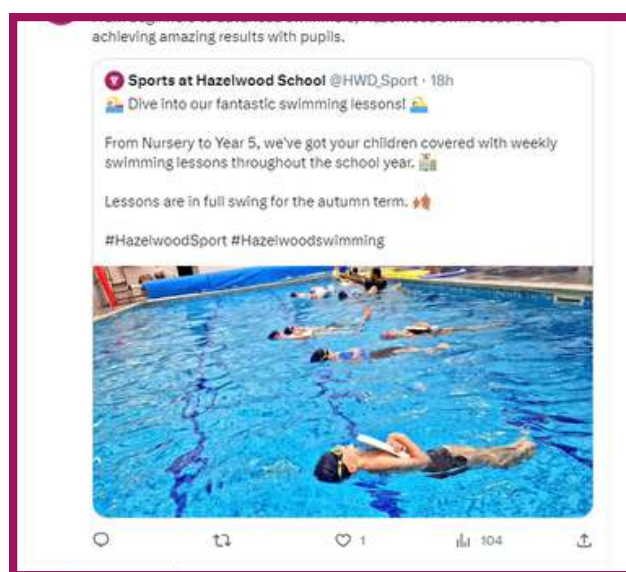 achieving amazing results with pupils.
Sports at Hazelwood School @HWD_Sport · 18h
Dive into our fantastic swimming lessons!
From Nursery to Year 5, we've got your children covered with weekly
swimming lessons throughout the school year.
Lessons are in full swing for the autumn term.
#HazelwoodSport #Hazelwoodswimming
1
104